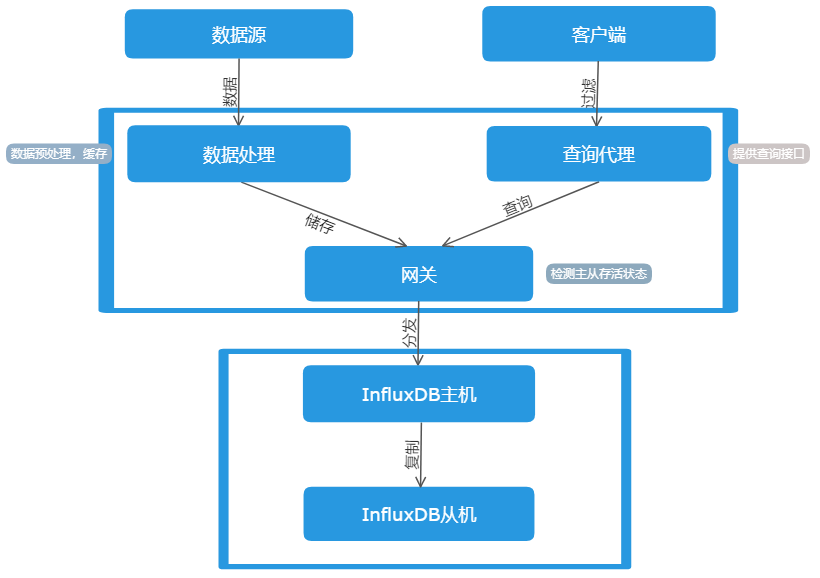 数据源
客户端
数据
过滤
数据预处理，缓存
数据处理
查询代理
提供查询接口
储存
查询
网关
检测主从存活状态
分发
InfluxDB主机
复制
InfluxDB从机